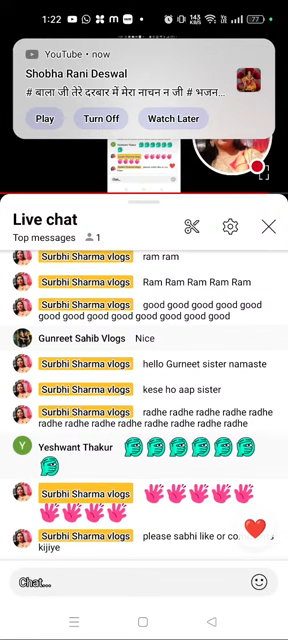 1:22
143
KB/S
77
YouTube • now
Shobha Rani Deswal
# बाला जी तेरे दरबार में मेरा नाचन न जी # भजन...
Play Turn Off Watch Later
Live chat
Top messages 1
Surbhi Sharma vlogs ram ram
Surbhi Sharma vlogs Ram Ram Ram Ram Ram
Surbhi Sharma vlogs good good good good good
good good good good good good good good
Gunreet Sahib Vlogs Nice
Surbhi Sharma vlogs hello Gurneet sister namaste
Surbhi Sharma vlogs kese ho aap sister
Surbhi Sharma vlogs radhe radhe radhe radhe radhe
radhe radhe radhe radhe radhe radhe radhe radhe
Y Yeshwant Thakur
Surbhi Sharma vlogs
Surbhi Sharma vlogs please sabhi like or
kijiye
Chat...